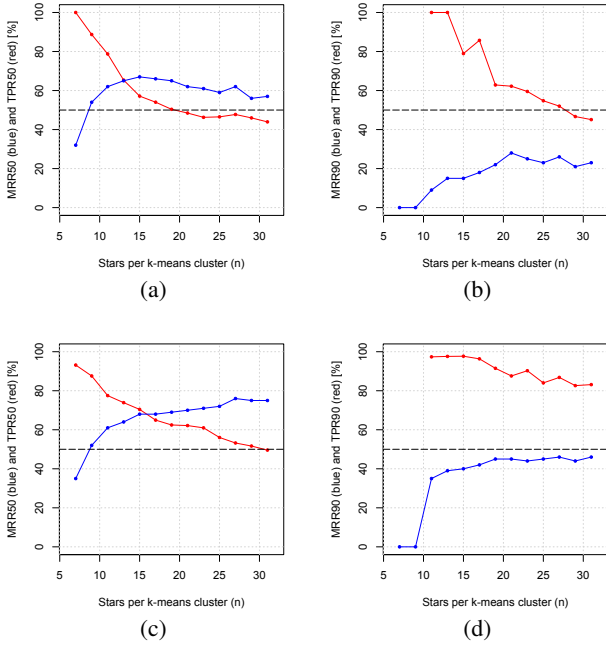 MRR50 (blue) and TPR50 (red) [%]
100
80
60
40
20
0
5 10 15 20 25 30
Stars per k-means cluster (n)
(a)
MRR90 (blue) and TPR90 (red) [%]
100
80
60
40
20
0
5 10 15 20 25 30
Stars per k-means cluster (n)
(b)
MRR50 (blue) and TPR50 (red) [%]
100
80
60
40
20
0
5 10 15 20 25 30
Stars per k-means cluster (n)
(c)
MRR90 (blue) and TPR90 (red) [%]
100
80
60
40
20
0
5 10 15 20 25 30
Stars per k-means cluster (n)
(d)